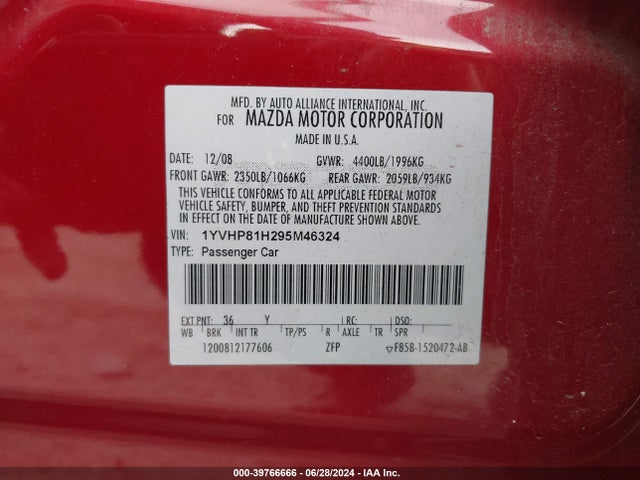 MFD. BY AUTO ALLIANCE INTERNATIONAL, INC.
FOR MAZDA MOTOR CORPORATION
MADE IN U.S.A.
DATE: 12/08 GVWR: 4400LB/1996KG
FRONT GAWR: 2350LB/1066KG REAR GAWR: 2059LB/934KG
THIS VEHICLE CONFORMS TO ALL APPLICABLE FEDERAL MOTOR
VEHICLE SAFETY, BUMPER, AND THEFT PREVENTION STANDARDS
IN EFFECT ON THE DATE OF MANUFACTURE SHOWN ABOVE.
VIN: 1YVHP81H295M46324
TYPE: Passenger Car
EXT PNT: 36 Y RC: DSO:
WB BRK INT TR TP/PS R AXLE TR SPR
1200812177606 ZFP F85B-1520472-AB
000-39766666 - 06/28/2024 - IAA Inc.